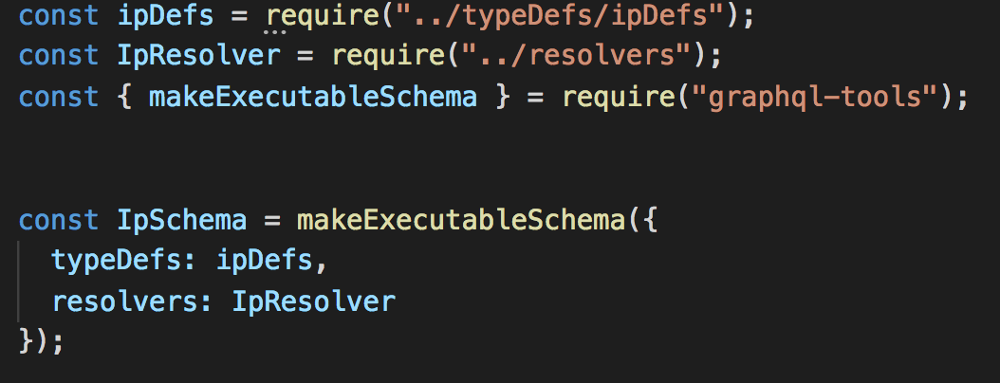 const ipDefs = require("../typeDefs/ipDefs");
const IpResolver = require("../resolvers");
const { makeExecutableSchema } = require("graphql-tools");
const IpSchema = makeExecutableSchema({
  typeDefs: ipDefs,
  resolvers: IpResolver
});